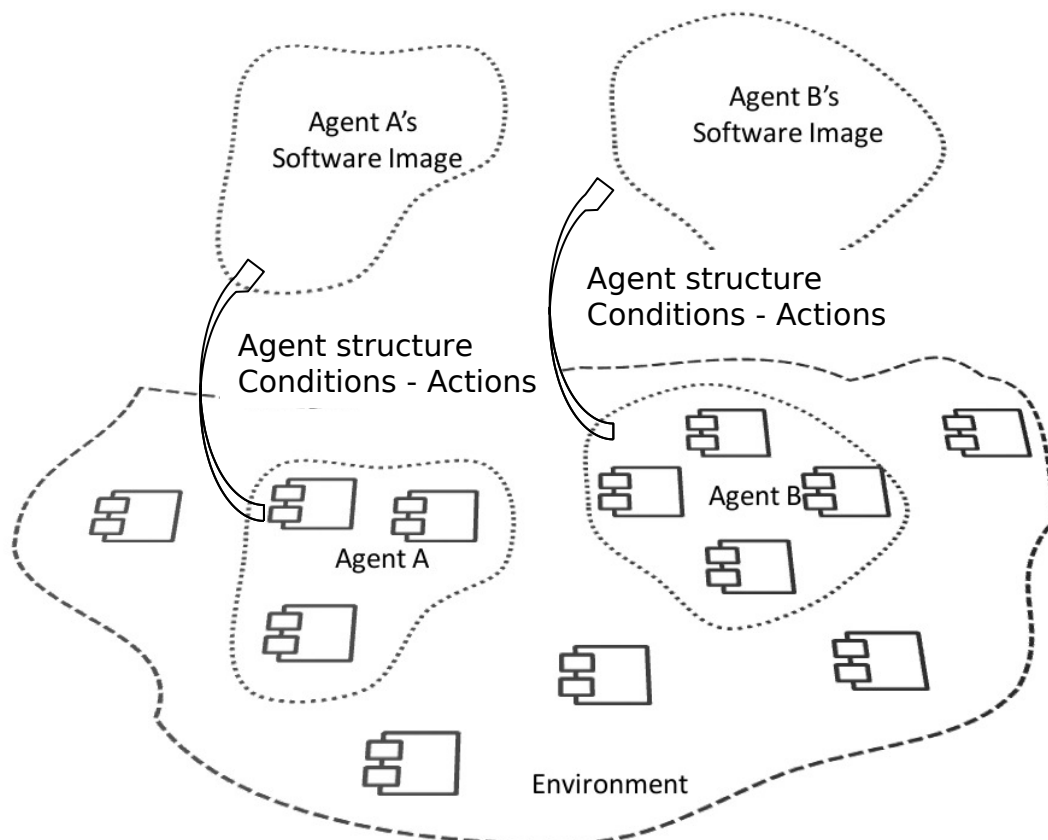 Agent A’s
Software Image
Agent B’s
Software Image
Agent structure
Conditions - Actions
Agent structure
Conditions - Actions
Agent A
Agent B
Environment